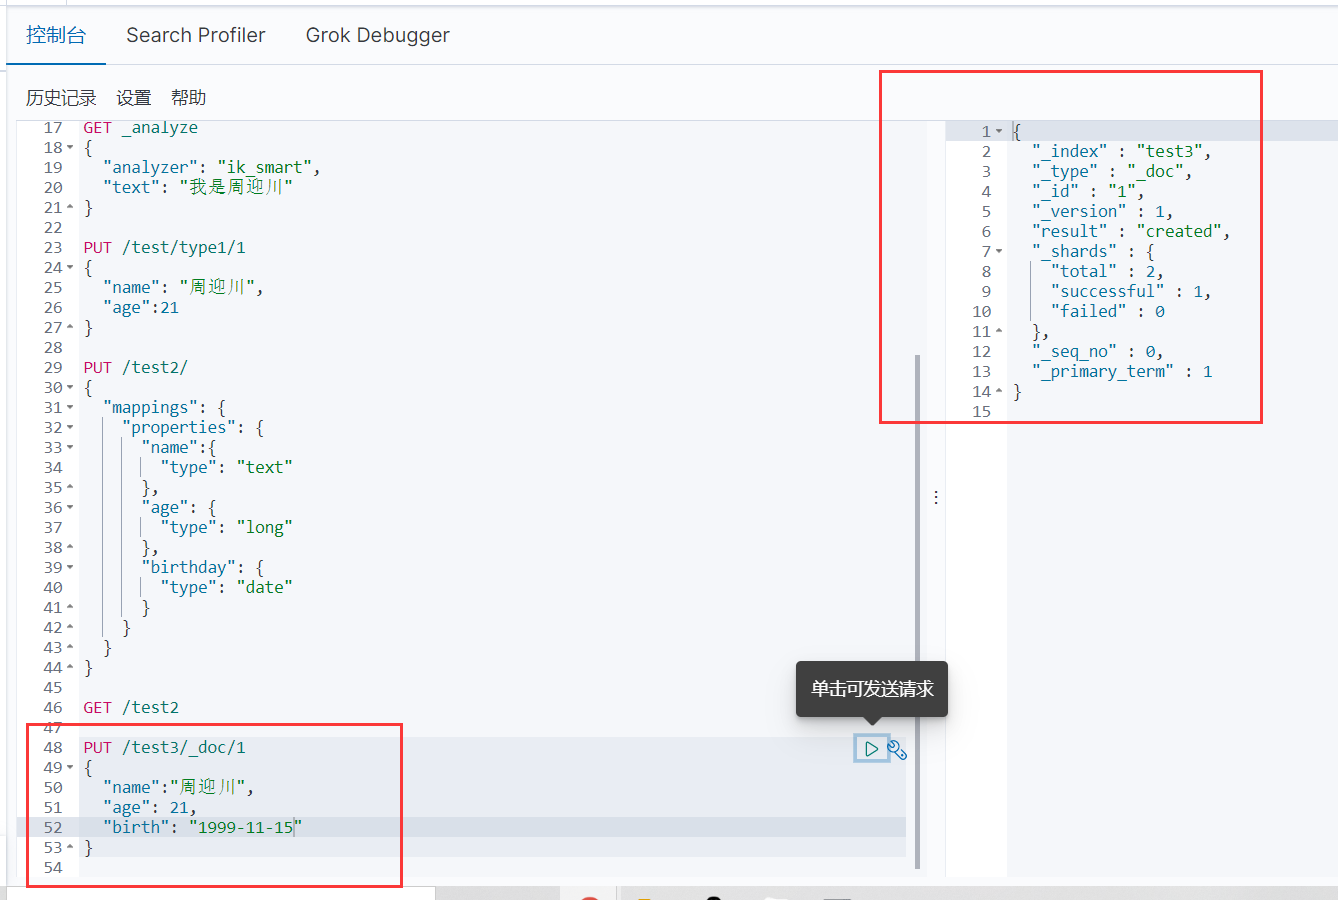 控制台 Search Profiler Grok Debugger
历史记录 设置 帮助
17 GET _analyze
18 {
19 "analyzer": "ik_smart",
20 "text": "我是周迎川"
21 }
22
23 PUT /test/type1/1
24 {
25 "name": "周迎川",
26 "age":21
27 }
28
29 PUT /test2/
30 {
31 "mappings": {
32 "properties": {
33 "name":{
34 "type": "text"
35 },
36 "age": {
37 "type": "long"
38 },
39 "birthday": {
40 "type": "date"
41 }
42 }
43 }
44 }
45
46 GET /test2
47
48 PUT /test3/_doc/1
49 {
50 "name":"周迎川",
51 "age": 21,
52 "birth": "1999-11-15"
53 }
54
单击可发送请求
1 {
2 "_index" : "test3",
3 "_type" : "_doc",
4 "_id" : "1",
5 "_version" : 1,
6 "result" : "created",
7 "_shards" : {
8 "total" : 2,
9 "successful" : 1,
10 "failed" : 0
11 },
12 "_seq_no" : 0,
13 "_primary_term" : 1
14 }
15